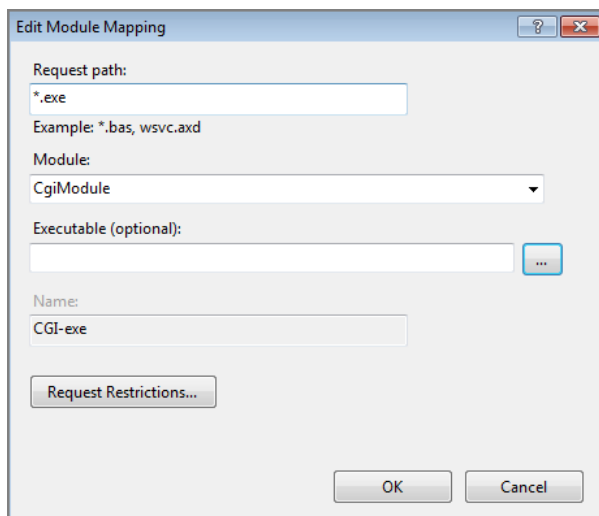 Edit Module Mapping
?
Request path:
*.exe
Example: *.bas, wsvc.axd
Module:
CgiModule
Executable (optional):
...
Name:
CGI-exe
Request Restrictions...
OK Cancel